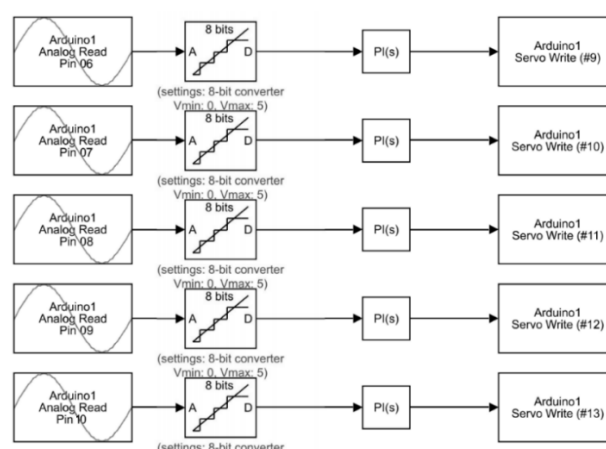 8 bits
Arduino1
Analog Read
Pin 06
A
D
PI(s)
Arduino1
Servo Write (#9)
(settings: 8-bit converter
Vmin: 0, Vmax: 5)
8 bits
Arduino1
Analog Read
Pin 07
A
D
PI(s)
Arduino1
Servo Write (#10)
(settings: 8-bit converter
Vmin: 0, Vmax: 5)
8 bits
Arduino1
Analog Read
Pin 08
A
D
PI(s)
Arduino1
Servo Write (#11)
(settings: 8-bit converter
Vmin: 0, Vmax: 5)
8 bits
Arduino1
Analog Read
Pin 09
A
D
PI(s)
Arduino1
Servo Write (#12)
(settings: 8-bit converter
Vmin: 0, Vmax: 5)
8 bits
Arduino1
Analog Read
Pin 10
A
D
PI(s)
Arduino1
Servo Write (#13)
(settings: 8-bit converter